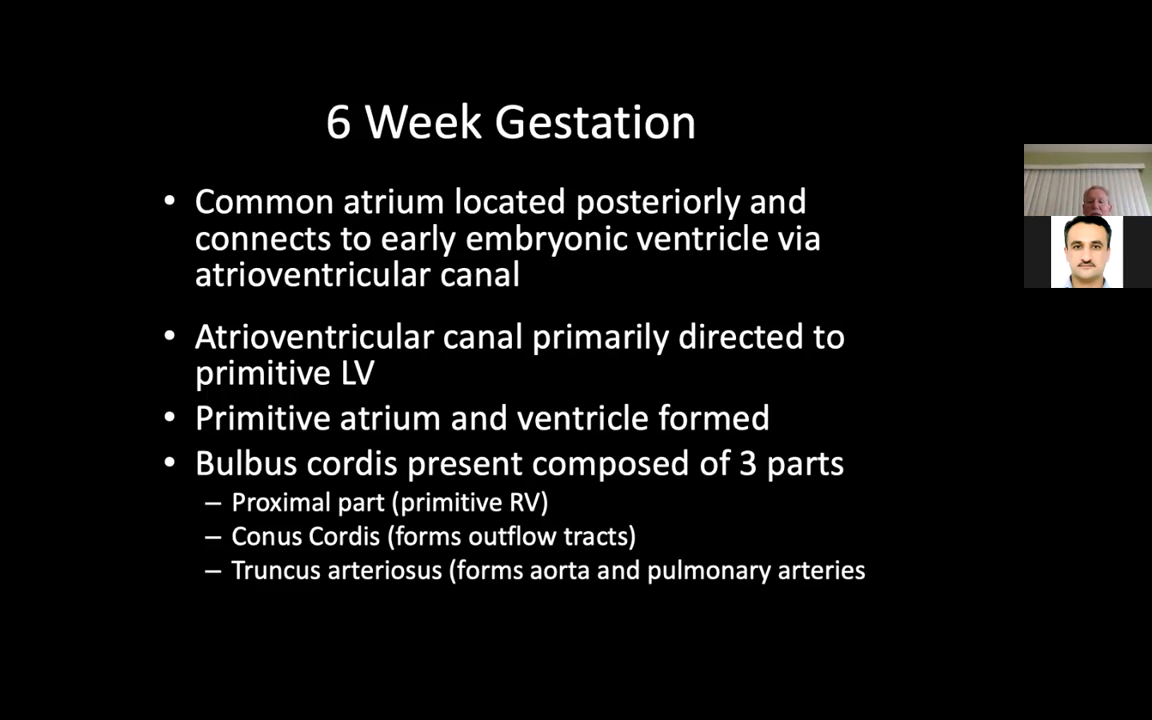 6 Week Gestation
• Common atrium located posteriorly and
connects to early embryonic ventricle via
atrioventricular canal
• Atrioventricular canal primarily directed to
primitive LV
• Primitive atrium and ventricle formed
• Bulbus cordis present composed of 3 parts
– Proximal part (primitive RV)
– Conus Cordis (forms outflow tracts)
– Truncus arteriosus (forms aorta and pulmonary arteries